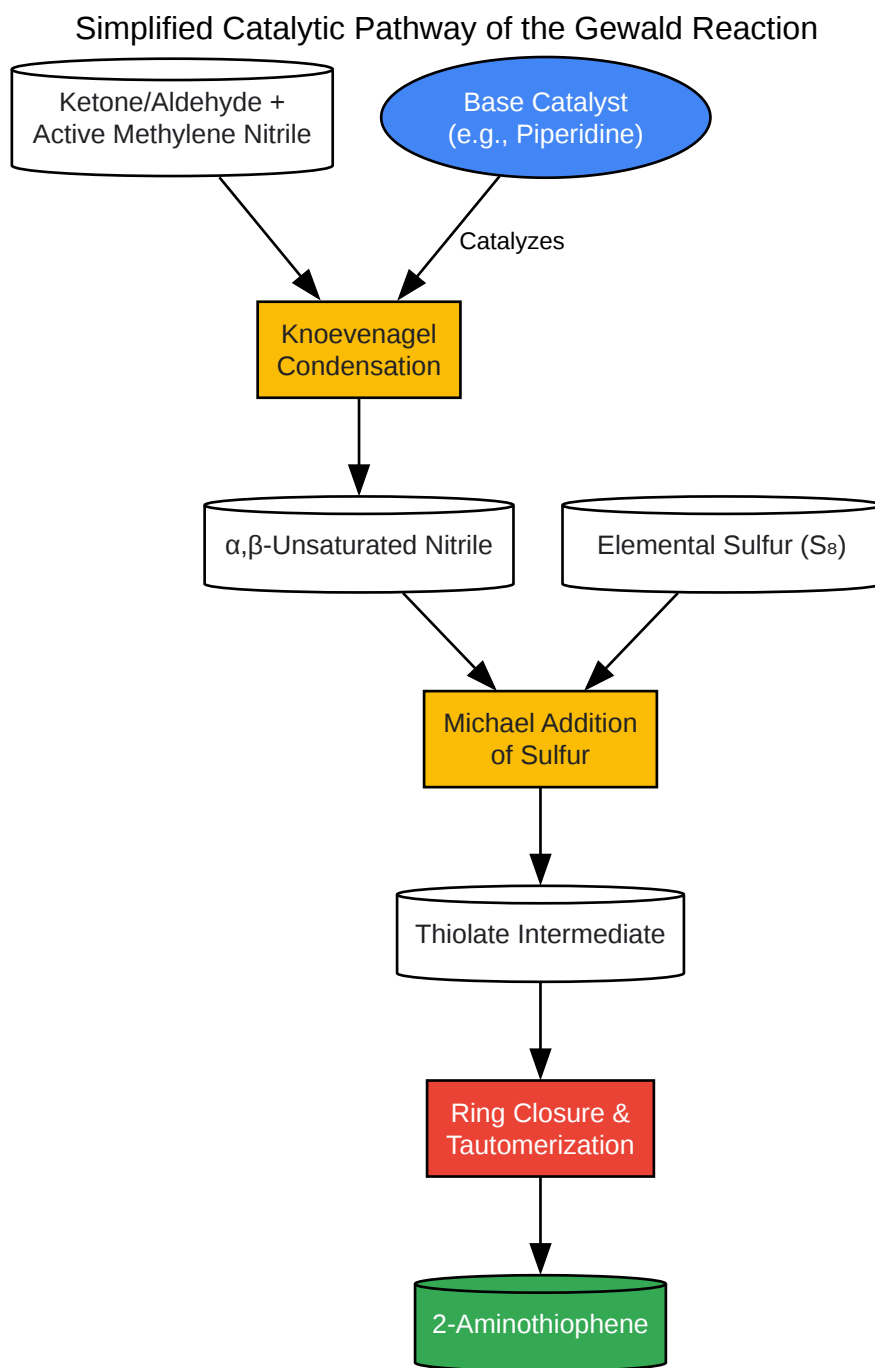 Simplified Catalytic Pathway of the Gewald Reaction
Ketone/Aldehyde +
Active Methylene Nitrile
Base Catalyst
(e.g., Piperidine)
Catalyzes
Knoevenagel
Condensation
α,β-Unsaturated Nitrile
Elemental Sulfur (S₈)
Michael Addition
of Sulfur
Thiolate Intermediate
Ring Closure &
Tautomerization
2-Aminothiophene